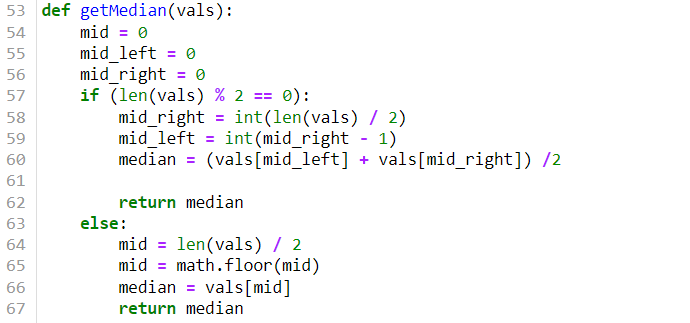 53 def getMedian(vals):
54     mid = 0
55     mid_left = 0
56     mid_right = 0
57     if (len(vals) % 2 == 0):
58         mid_right = int(len(vals) / 2)
59         mid_left = int(mid_right - 1)
60         median = (vals[mid_left] + vals[mid_right]) /2
61
62         return median
63     else:
64         mid = len(vals) / 2
65         mid = math.floor(mid)
66         median = vals[mid]
67         return median